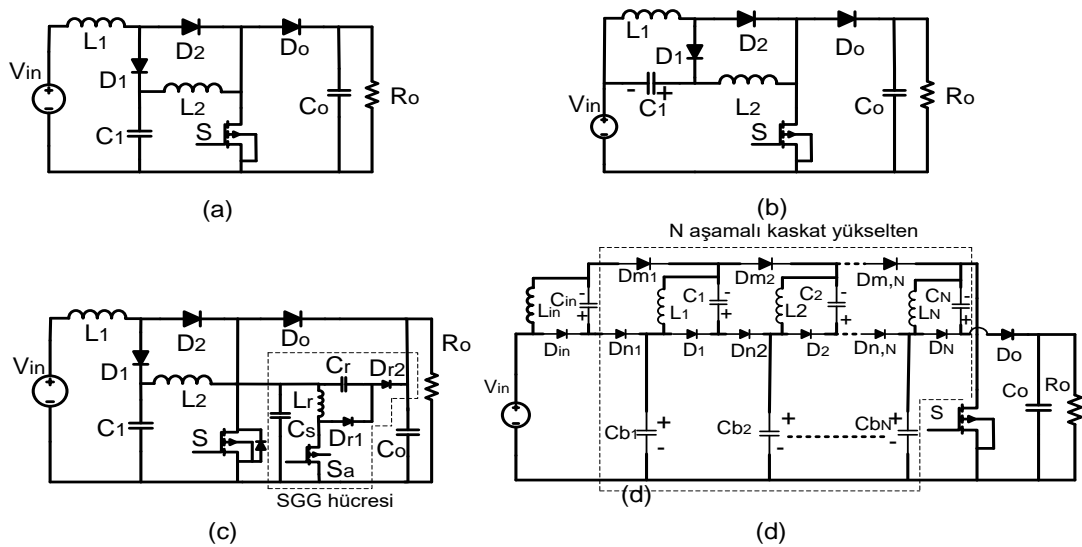 L1
D2
Do
D1
Vin
L2
Co
Ro
C1
S
(a)
L1
D2
Do
D1
- C1 +
Vin
L2
Co
Ro
S
(b)
L1
D2
Do
Ro
D1
Vin
L2
Cr
Dr2
Lr
C1
S
Cs
Dr1
Co
Sa
SGG hücresi
(c)
N aşamalı kaskat yükselten
Dm1
Dm2
Dm,N
Lin
Cin
-
+
L1
C1
-
+
L2
C2
-
+
LN
CN
-
+
Din
Dn1
D1
Dn2
D2
Dn,N
DN
Do
Vin
Co
Ro
S
Cb1
+
-
Cb2
+
-
CbN
+
-
(d)
(d)